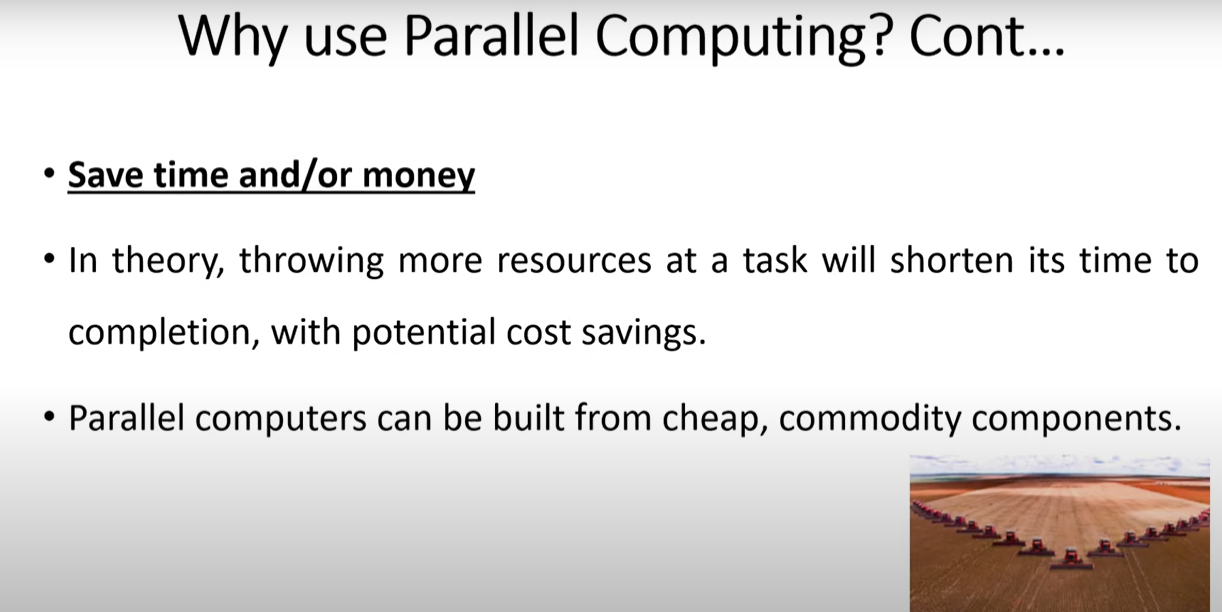 Why use Parallel Computing? Cont...
• Save time and/or money
• In theory, throwing more resources at a task will shorten its time to
completion, with potential cost savings.
• Parallel computers can be built from cheap, commodity components.